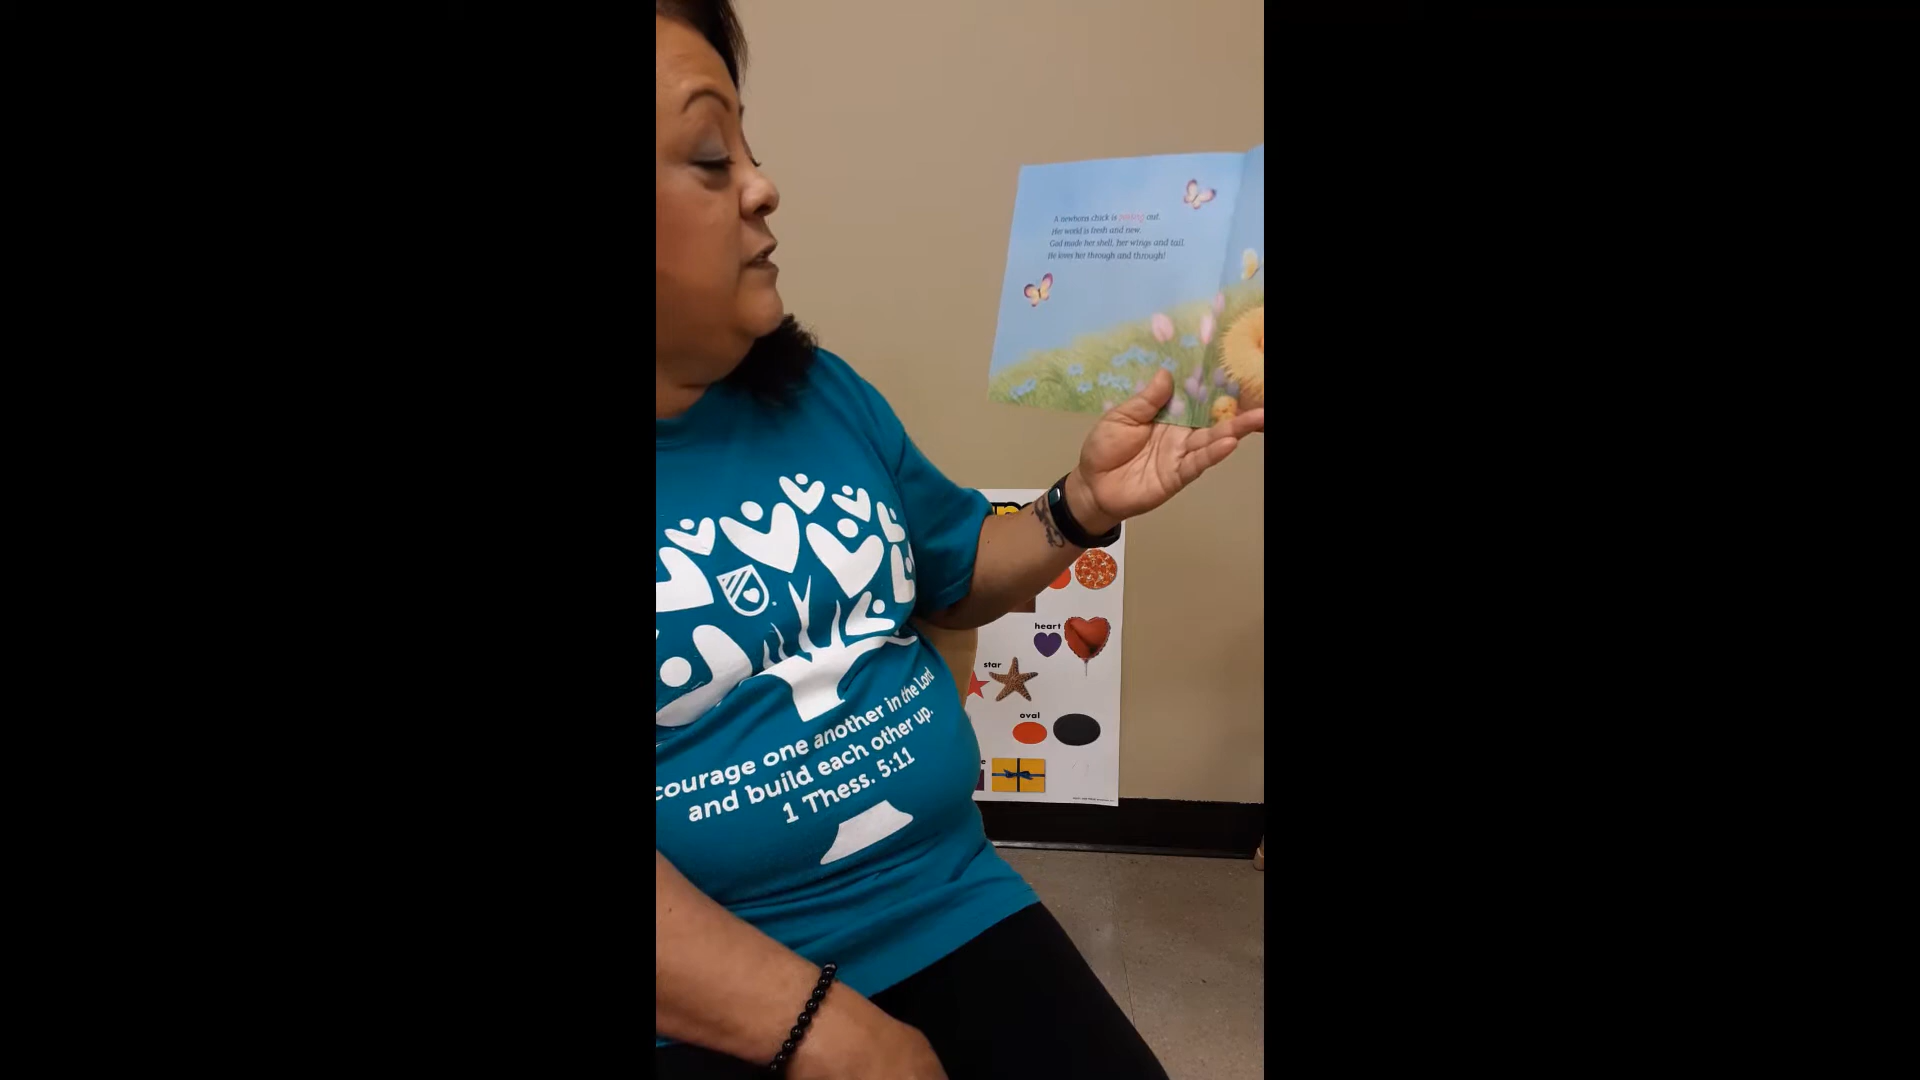 A newborn chick is out.
Her world is fresh and new.
God made her shell, her wings and tail.
He loves her through and through!
heart
star
oval
courage one another in the Lord
and build each other up.
1 Thess. 5:11